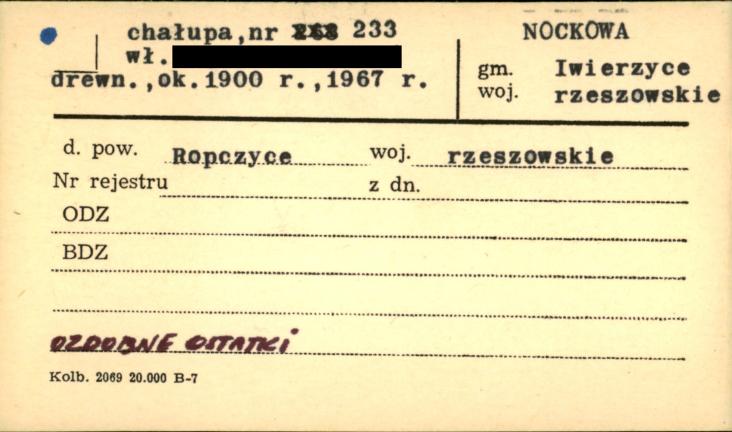 chałupa,nr 233
NOCKOWA
wł.
drewn.,ok.1900 r.,1967 r.
gm. Iwierzyce
woj. rzeszowskie
d. pow. Ropczyce woj. rzeszowskie
Nr rejestru z dn.
ODZ
BDZ
OZDOBNE OSTATKI
Kolb. 2069 20.000 B-7